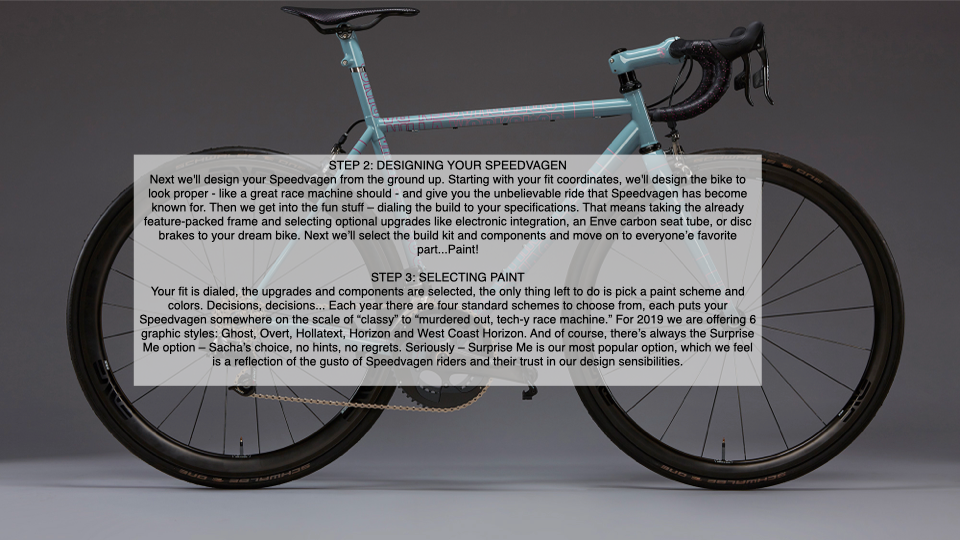 STEP 2: DESIGNING YOUR SPEEDVAGEN
Next we'll design your Speedvagen from the ground up. Starting with your fit coordinates, we'll design the bike to
look proper - like a great race machine should - and give you the unbelievable ride that Speedvagen has become
known for. Then we get into the fun stuff – dialing the build to your specifications. That means taking the already
feature-packed frame and selecting optional upgrades like electronic integration, an Enve carbon seat tube, or disc
brakes to your dream bike. Next we'll select the build kit and components and move on to everyone'e favorite
part...Paint!
STEP 3: SELECTING PAINT
Your fit is dialed, the upgrades and components are selected, the only thing left to do is pick a paint scheme and
colors. Decisions, decisions... Each year there are four standard schemes to choose from, each puts your
Speedvagen somewhere on the scale of “classy” to “murdered out, tech-y race machine.” For 2019 we are offering 6
graphic styles: Ghost, Overt, Hollatext, Horizon and West Coast Horizon. And of course, there's always the Surprise
Me option – Sacha's choice, no hints, no regrets. Seriously – Surprise Me is our most popular option, which we feel
is a reflection of the gusto of Speedvagen riders and their trust in our design sensibilities.
SCHWALBE ONE
SCHWALBE ONE